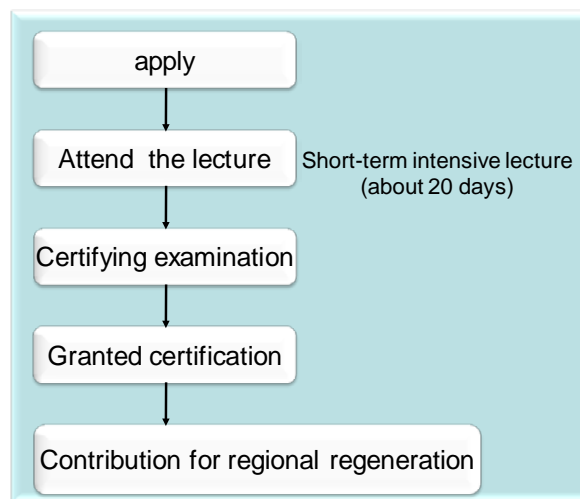 apply
Attend the lecture
Short-term intensive lecture
(about 20 days)
Certifying examination
Granted certification
Contribution for regional regeneration